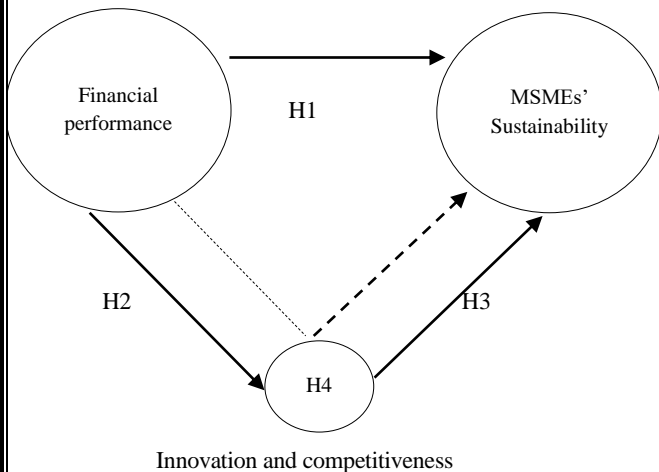 Financial
performance
MSMEs’
Sustainability
H1
H2
H3
H4
Innovation and competitiveness